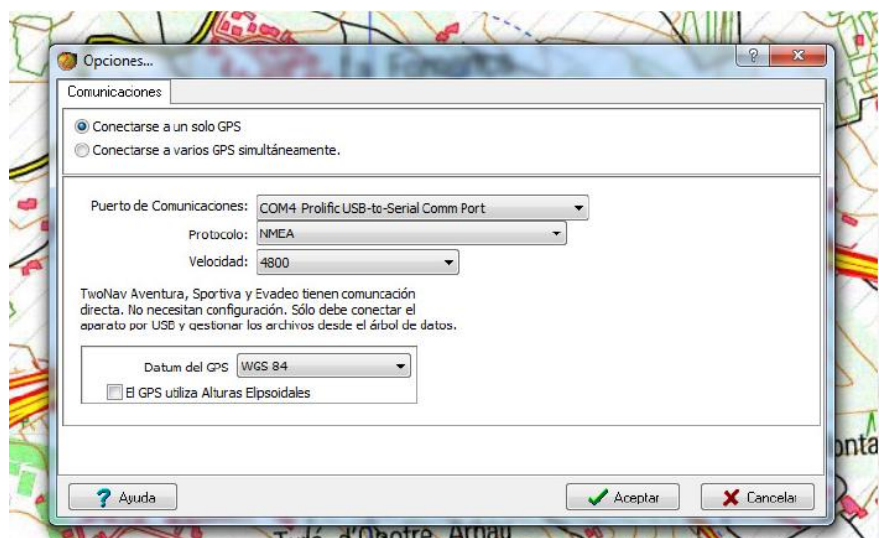 Opciones...
Comunicaciones
Conectarse a un solo GPS
Conectarse a varios GPS simultáneamente.
Puerto de Comunicaciones: COM4 Prolific USB-to-Serial Comm Port
Protocolo: NMEA
Velocidad: 4800
TwoNav Aventura, Sportiva y Evadeo tienen comuncación
directa. No necesitan configuración. Sólo debe conectar el
aparato por USB y gestionar los archivos desde el árbol de datos.
Datum del GPS WGS 84
El GPS utiliza Alturas Elipsoidales
? Ayuda Aceptar Cancelar